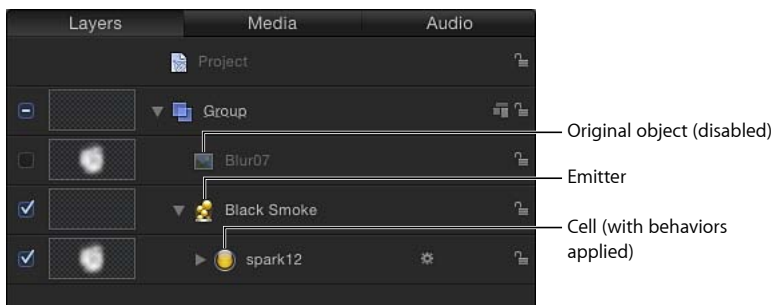 Layers Media Audio
Project
Group
Blur07
Original object (disabled)
Emitter
Black Smoke
Cell (with behaviors
applied)
spark12